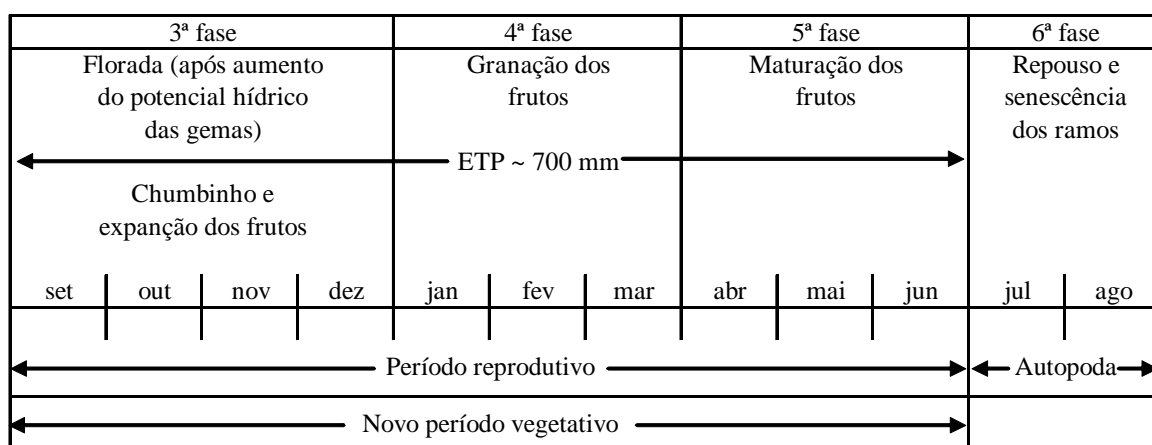 3ª fase
4ª fase
5ª fase
6ª fase
Florada (após aumento
do potencial hídrico
das gemas)
Granação dos
frutos
Maturação dos
frutos
Repouso e
senescência
dos ramos
ETP ~ 700 mm
Chumbinho e
expanção dos frutos
set out nov dez jan fev mar abr mai jun jul ago
Período reprodutivo
Autopoda
Novo período vegetativo